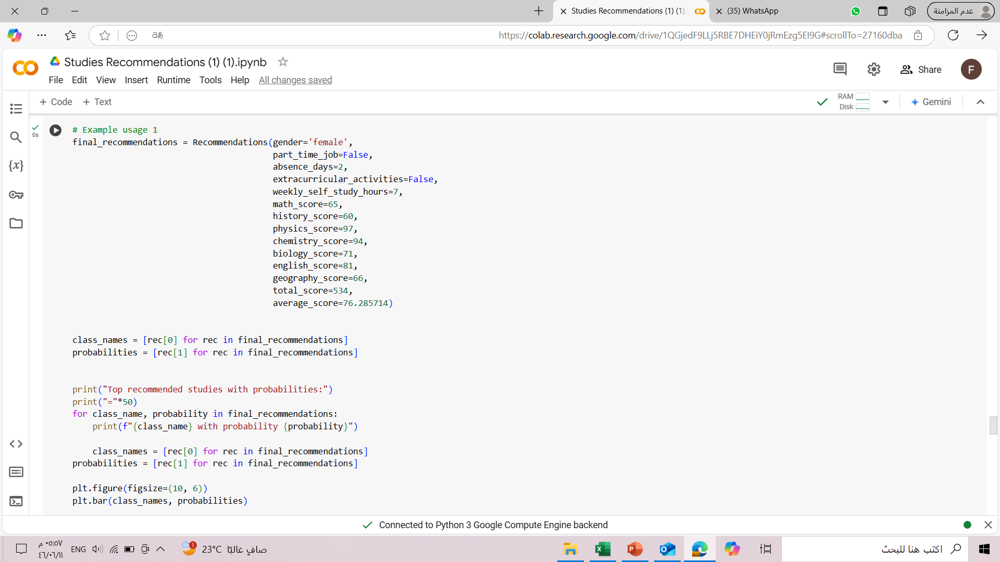 Studies Recommendations (1) (1).
(35) WhatsApp
عدم المزامنة
https://colab.research.google.com/drive/1QGjedF9LLj5RBE7DHEiY0jRmEzg5EI9G#scrollTo=27160dba
Studies Recommendations (1) (1).ipynb
Share
F
File Edit View Insert Runtime Tools Help All changes saved
+ Code + Text
RAM
Disk
Gemini
0s
# Example usage 1
final_recommendations = Recommendations(gender='female',
part_time_job=False,
absence_days=2,
extracurricular_activities=False,
weekly_self_study_hours=7,
math_score=65,
history_score=60,
physics_score=97,
chemistry_score=94,
biology_score=71,
english_score=81,
geography_score=66,
total_score=534,
average_score=76.285714)
class_names = [rec[0] for rec in final_recommendations]
probabilities = [rec[1] for rec in final_recommendations]
print("Top recommended studies with probabilities:")
print("="*50)
for class_name, probability in final_recommendations:
    print(f"{class_name} with probability {probability}")
    class_names = [rec[0] for rec in final_recommendations]
probabilities = [rec[1] for rec in final_recommendations]
plt.figure(figsize=(10, 6))
plt.bar(class_names, probabilities)
Connected to Python 3 Google Compute Engine backend
٠٥:٥٧ م
٤٦/٠٦/١١
ENG
1
23°C صافٍ غالبًا
اكتب هنا للبحث